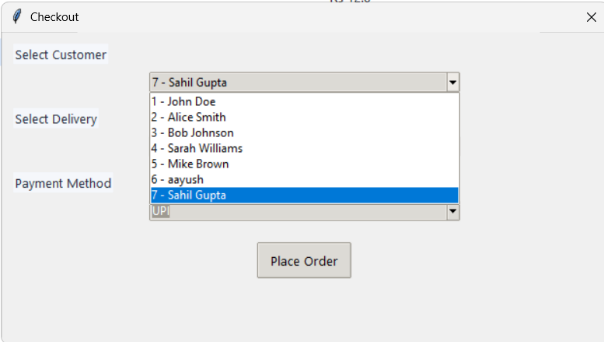 Checkout
Select Customer
7 - Sahil Gupta
1 - John Doe
2 - Alice Smith
3 - Bob Johnson
Select Delivery
4 - Sarah Williams
5 - Mike Brown
6 - aayush
Payment Method
7 - Sahil Gupta
UPI
Place Order